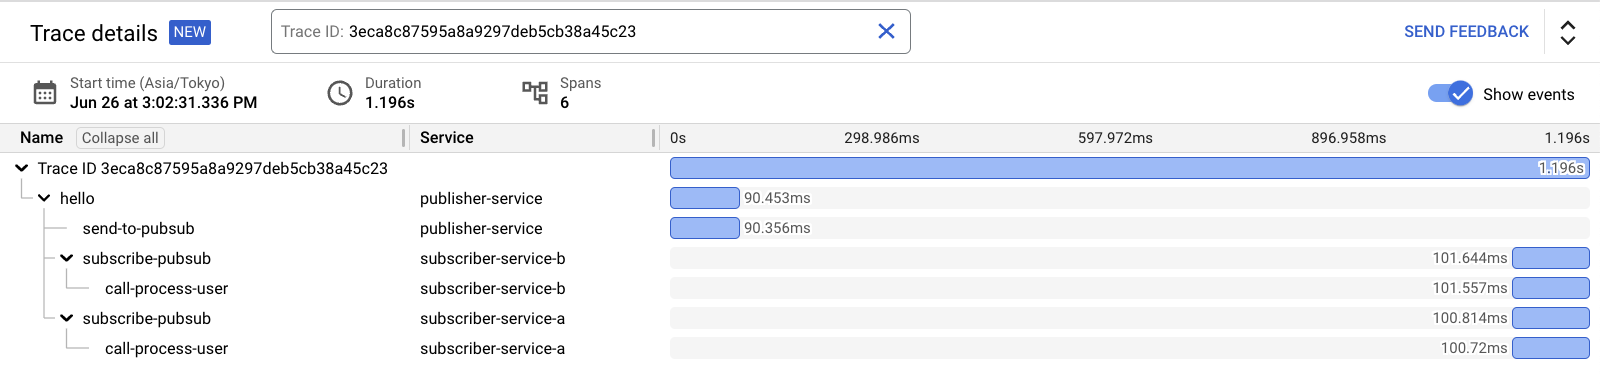 Trace details NEW Trace ID: 3eca8c87595a8a9297deb5cb38a45c23 SEND FEEDBACK
Start time (Asia/Tokyo) Duration Spans
Jun 26 at 3:02:31.336 PM 1.196s 6 Show events
Name Collapse all Service 0s 298.986ms 597.972ms 896.958ms 1.196s
Trace ID 3eca8c87595a8a9297deb5cb38a45c23 1.196s
hello publisher-service 90.453ms
send-to-pubsub publisher-service 90.356ms
subscribe-pubsub subscriber-service-b 101.644ms
call-process-user subscriber-service-b 101.557ms
subscribe-pubsub subscriber-service-a 100.814ms
call-process-user subscriber-service-a 100.72ms